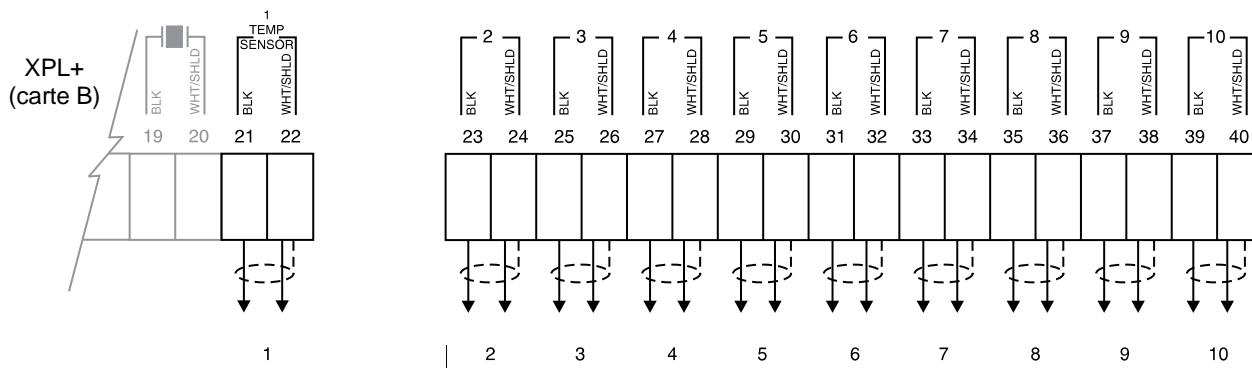 1
TEMP
SENSOR
2 3 4 5 6 7 8 9 10
XPL+
(carte B)
BLK WHT/SHLD BLK WHT/SHLD BLK WHT/SHLD BLK WHT/SHLD BLK WHT/SHLD BLK WHT/SHLD BLK WHT/SHLD BLK WHT/SHLD BLK WHT/SHLD BLK WHT/SHLD BLK WHT/SHLD
19 20 21 22 23 24 25 26 27 28 29 30 31 32 33 34 35 36 37 38 39 40
1 2 3 4 5 6 7 8 9 10